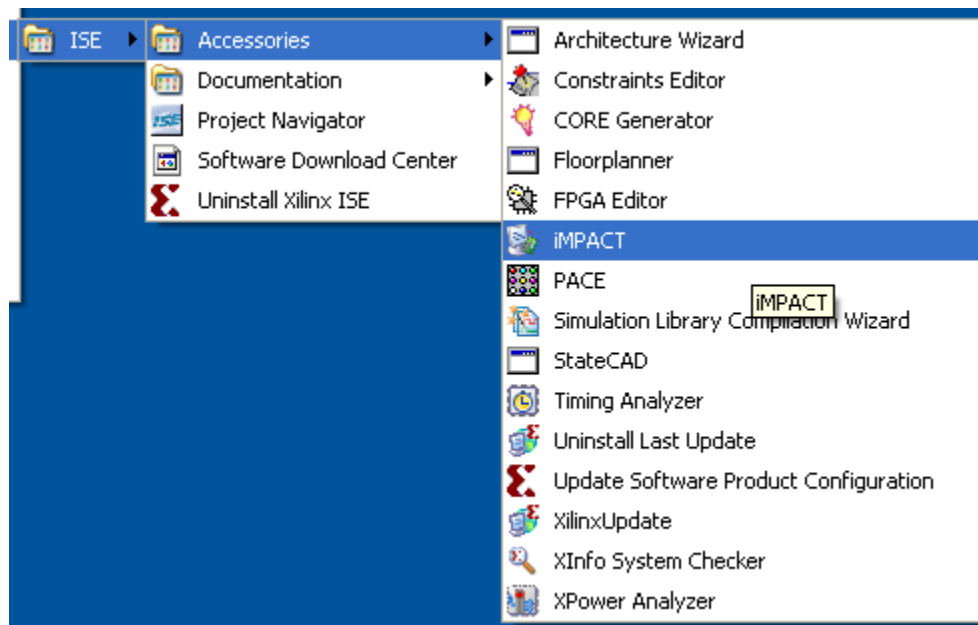 ISE
Accessories
Documentation
Project Navigator
Software Download Center
Uninstall Xilinx ISE
Architecture Wizard
Constraints Editor
CORE Generator
Floorplanner
FPGA Editor
iMPACT
PACE
iMPACT
Simulation Library Compilation Wizard
StateCAD
Timing Analyzer
Uninstall Last Update
Update Software Product Configuration
XilinxUpdate
XInfo System Checker
XPower Analyzer